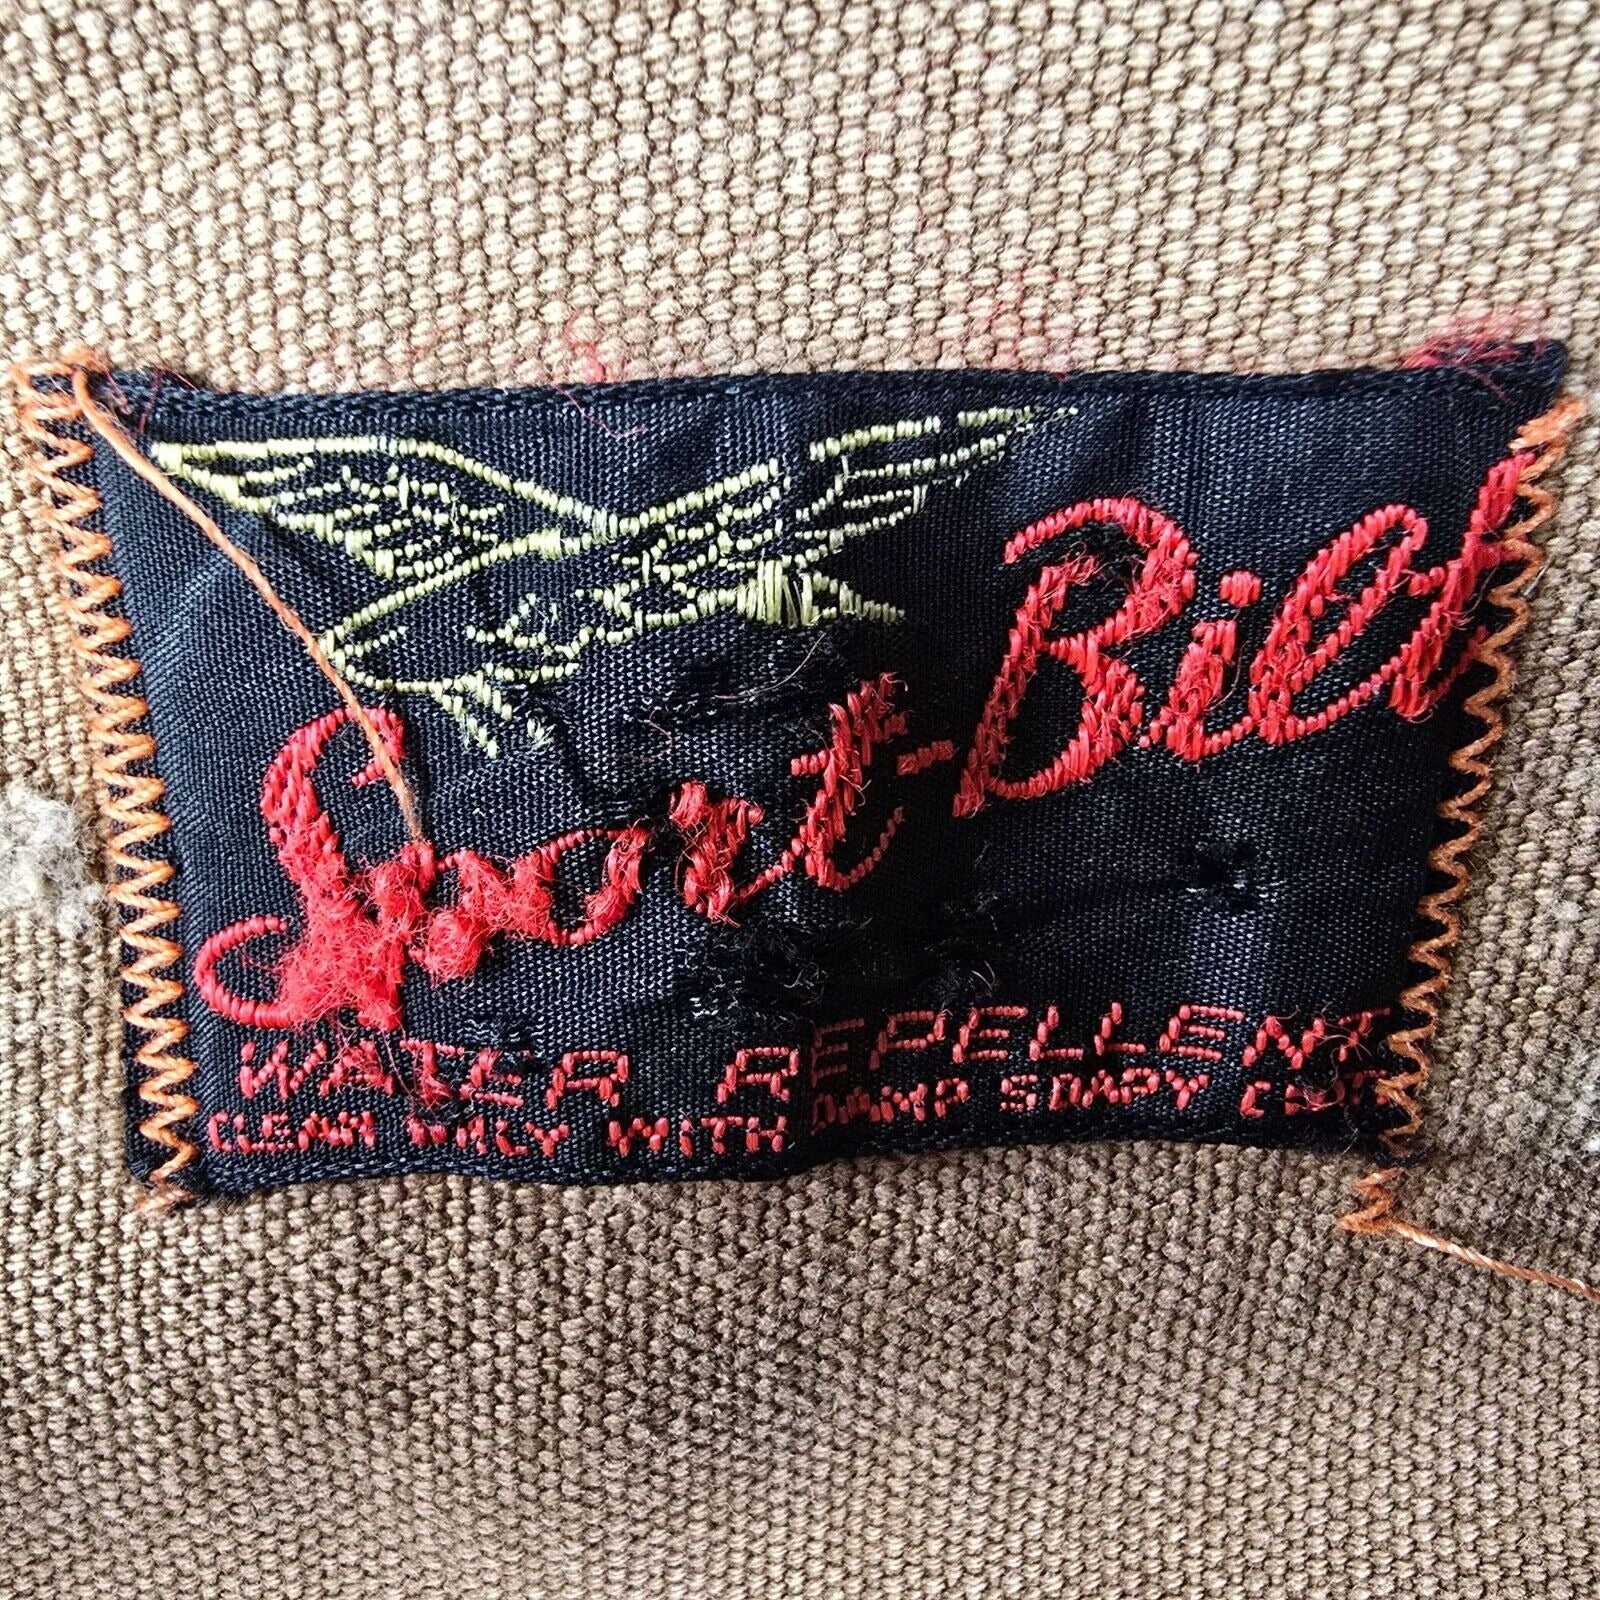 Sport-Bilt
WATER REPELLENT
CLEAN ONLY WITH DAMP SOAPY CLOTH